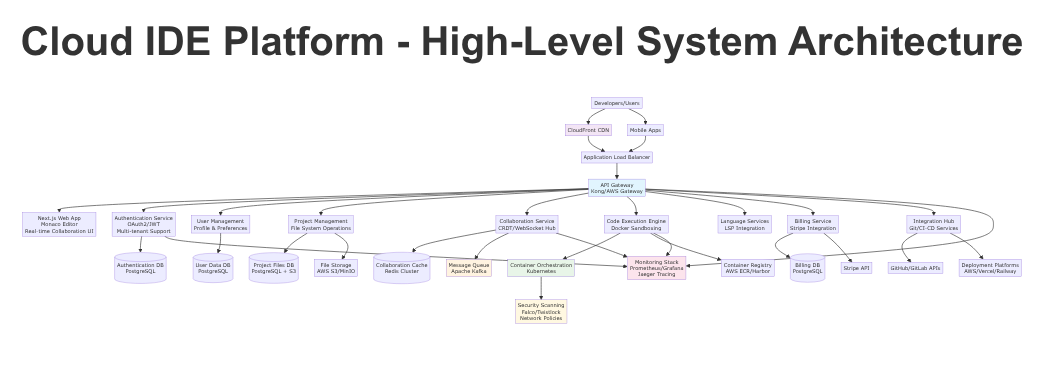 Cloud IDE Platform - High-Level System Architecture
Developers/Users
CloudFront CDN
Mobile Apps
Application Load Balancer
API Gateway
Kong/AWS Gateway
Next.js Web App
Monaco Editor
Real-time Collaboration UI
Authentication Service
OAuth2/JWT
Multi-tenant Support
User Management
Profile & Preferences
Project Management
File System Operations
Collaboration Service
CRDT/WebSocket Hub
Code Execution Engine
Docker Sandboxing
Language Services
LSP Integration
Billing Service
Stripe Integration
Integration Hub
Git/CI-CD Services
Authentication DB
PostgreSQL
User Data DB
PostgreSQL
Project Files DB
PostgreSQL + S3
File Storage
AWS S3/MinIO
Collaboration Cache
Redis Cluster
Message Queue
Apache Kafka
Container Orchestration
Kubernetes
Monitoring Stack
Prometheus/Grafana
Jaeger Tracing
Container Registry
AWS ECR/Harbor
Billing DB
PostgreSQL
Stripe API
GitHub/GitLab APIs
Deployment Platforms
AWS/Vercel/Railway
Security Scanning
Falco/Twistlock
Network Policies